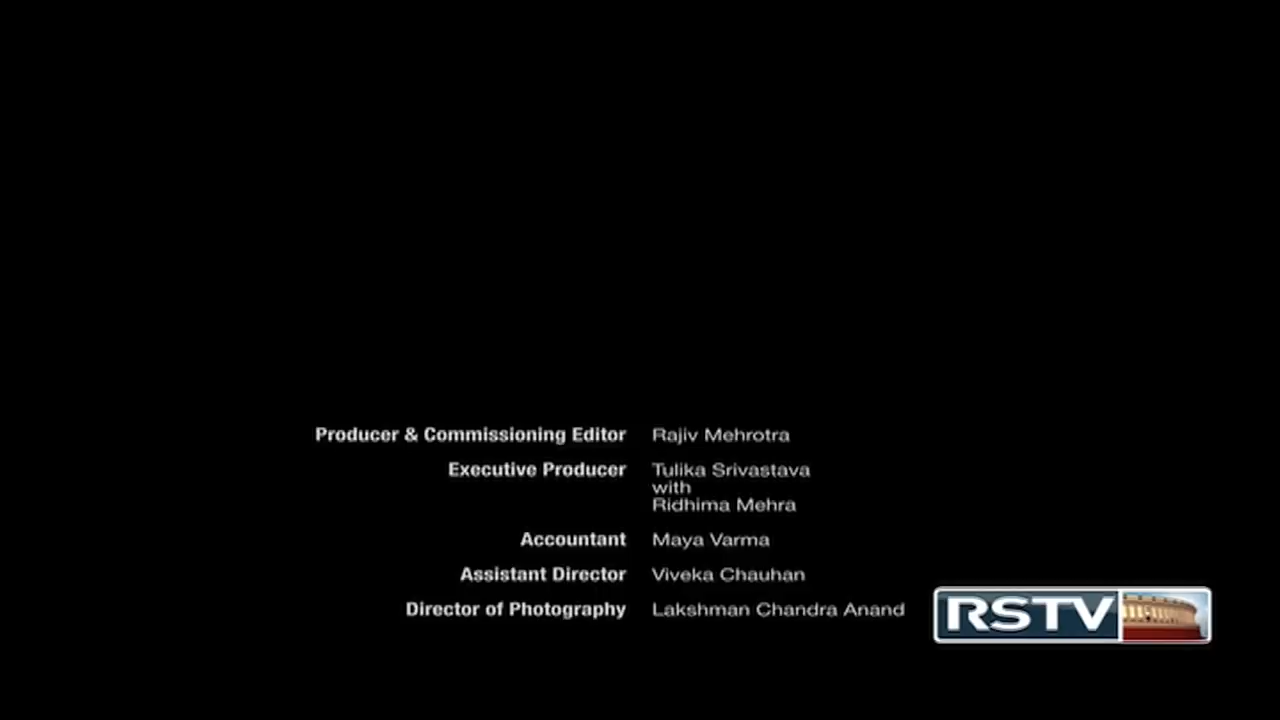 Producer & Commissioning Editor Rajiv Mehrotra
Executive Producer Tulika Srivastava
with
Ridhima Mehra
Accountant Maya Varma
Assistant Director Viveka Chauhan
Director of Photography Lakshman Chandra Anand
RSTV